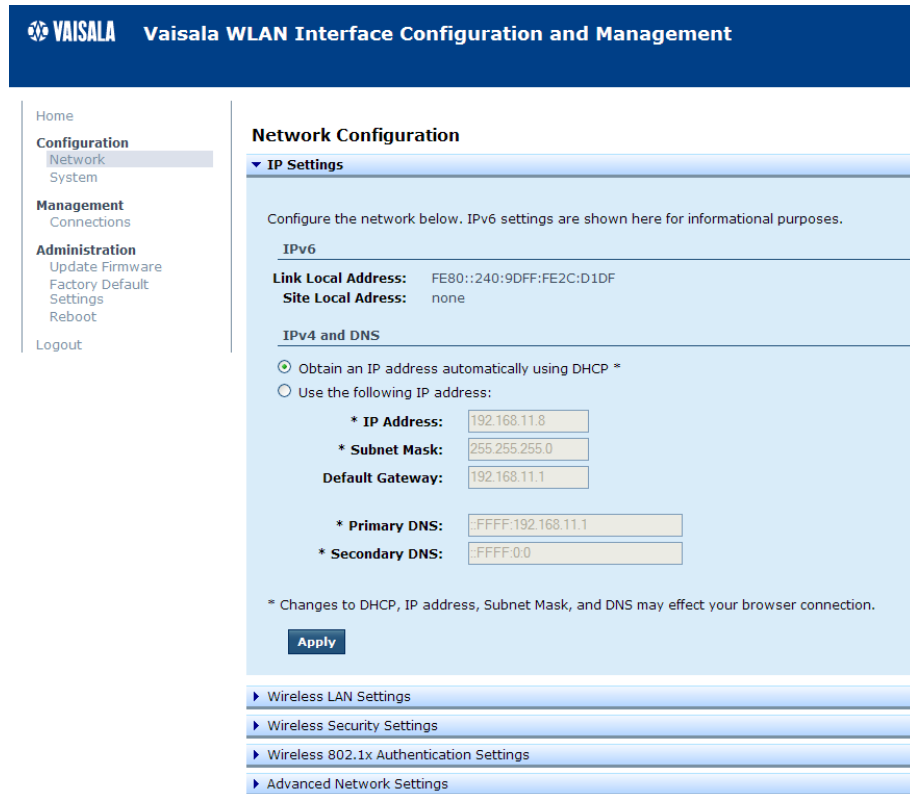 VAISALA Vaisala WLAN Interface Configuration and Management
Home
Configuration
Network
System
Management
Connections
Administration
Update Firmware
Factory Default
Settings
Reboot
Logout
Network Configuration
IP Settings
Configure the network below. IPv6 settings are shown here for informational purposes.
IPv6
Link Local Address: FE80::240:9DFF:FE2C:D1DF
Site Local Adress: none
IPv4 and DNS
Obtain an IP address automatically using DHCP *
Use the following IP address:
* IP Address: 192.168.11.8
* Subnet Mask: 255.255.255.0
Default Gateway: 192.168.11.1
* Primary DNS: ::FFFF:192.168.11.1
* Secondary DNS: ::FFFF:0:0
* Changes to DHCP, IP address, Subnet Mask, and DNS may effect your browser connection.
Apply
Wireless LAN Settings
Wireless Security Settings
Wireless 802.1x Authentication Settings
Advanced Network Settings